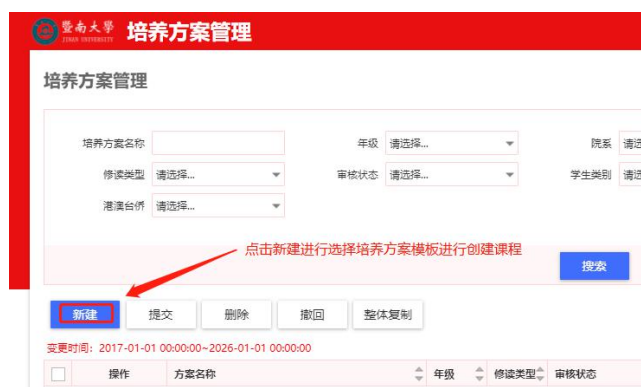 暨南大學 培养方案管理
JINAN UNIVERSITY
培养方案管理
培养方案名称 年级 请选择... 院系 请选
修读类型 请选择... 审核状态 请选择... 学生类别 请选
港澳台侨 请选择...
点击新建进行选择培养方案模板进行创建课程
搜索
新建 提交 删除 撤回 整体复制
变更时间：2017-01-01 00:00:00~2026-01-01 00:00:00
操作 方案名称 年级 修读类型 审核状态